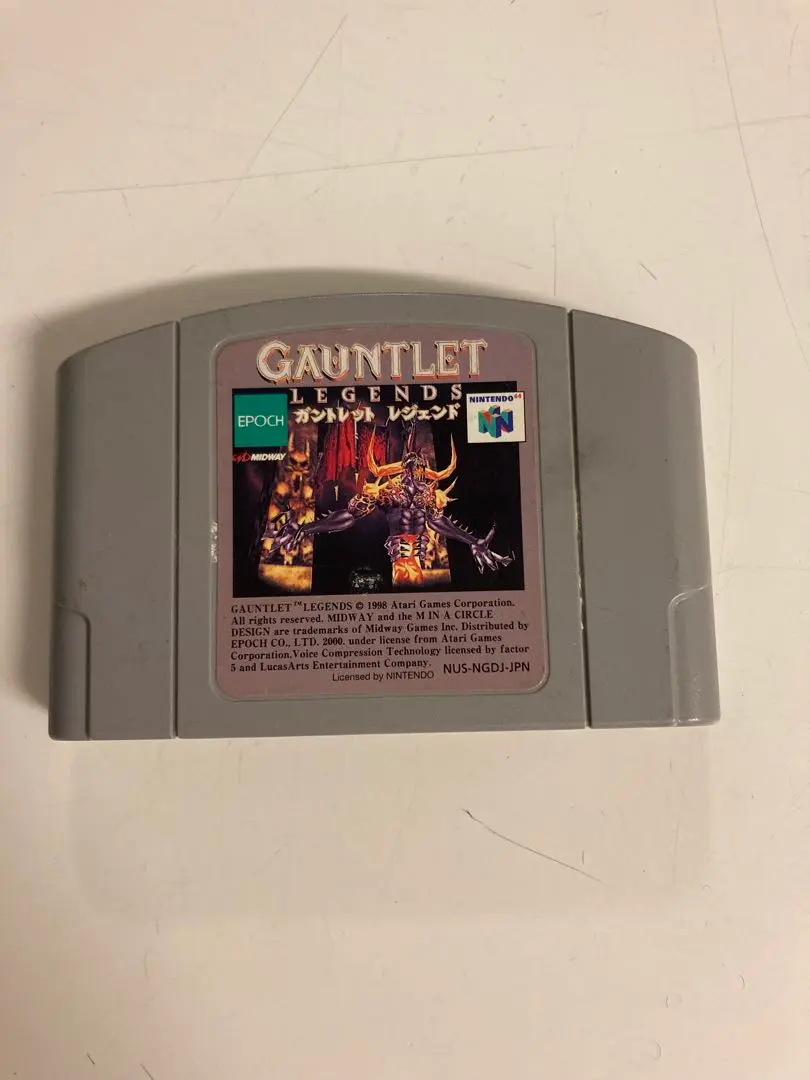 GAUNTLET
LEGENDS
ガントレット レジェンド
EPOCH
MIDWAY
NINTENDO64
N
GAUNTLET™ LEGENDS © 1998 Atari Games Corporation.
All rights reserved. MIDWAY and the M IN A CIRCLE
DESIGN are trademarks of Midway Games Inc. Distributed by
EPOCH CO., LTD. 2000. under license from Atari Games
Corporation.Voice Compression Technology licensed by factor
5 and LucasArts Entertainment Company.
Licensed by NINTENDO
NUS-NGDJ-JPN